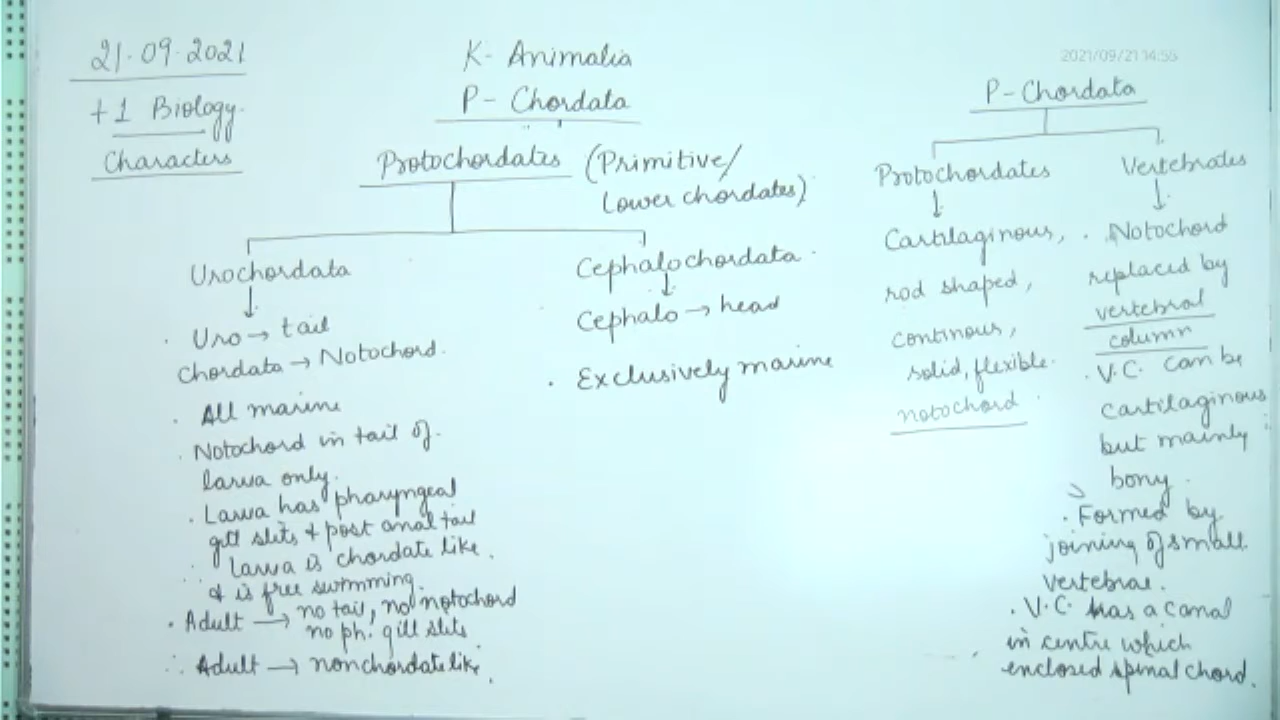 21.09.2021
+1 Biology.
Characters
K- Animalia
P- Chordata
Protochordates (Primitive/
Lower chordates)
Urochordata
Uro → tail
Chordata → Notochord.
. All marine
. Notochord in tail of
larva only.
. Larva has pharyngeal
gill slits & post anal tail
∴ larva is chordate like
& is free swimming.
. Adult → no tail, no notochord
no ph. gill slits
∴ Adult → nonchordate like.
Cephalochordata
Cephalo → head
. Exclusively marine
2021/09/21 14:55
P- Chordata
Protochordates
Cartilaginous,
rod shaped,
continous,
solid, flexible
notochord.
Vertebrates
. Notochord
replaced by
vertebral
column
. V.C. can be
cartilaginous
but mainly
bony.
. Formed by
joining of small
vertebrae.
. V.C. has a canal
in centre which
enclosed spinal chord.